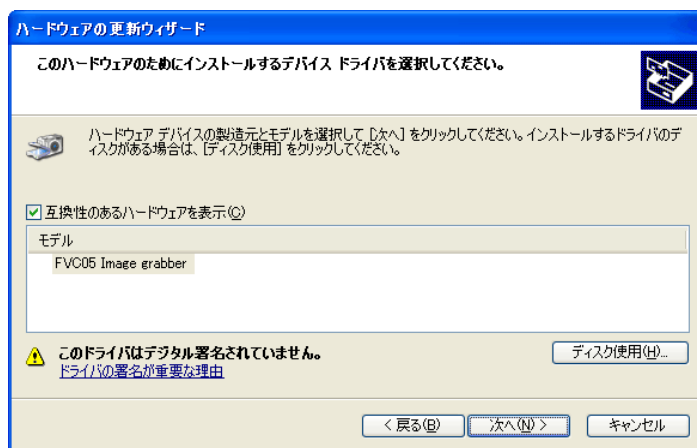 ハードウェアの更新ウィザード
このハードウェアのためにインストールするデバイス ドライバを選択してください。
ハードウェア デバイスの製造元とモデルを選択して [次へ] をクリックしてください。インストールするドライバのデ
ィスクがある場合は、[ディスク使用] をクリックしてください。
互換性のあるハードウェアを表示(C)
モデル
FVC05 Image grabber
このドライバはデジタル署名されていません。
ディスク使用(H)...
ドライバの署名が重要な理由
< 戻る(B)
次へ(N) >
キャンセル